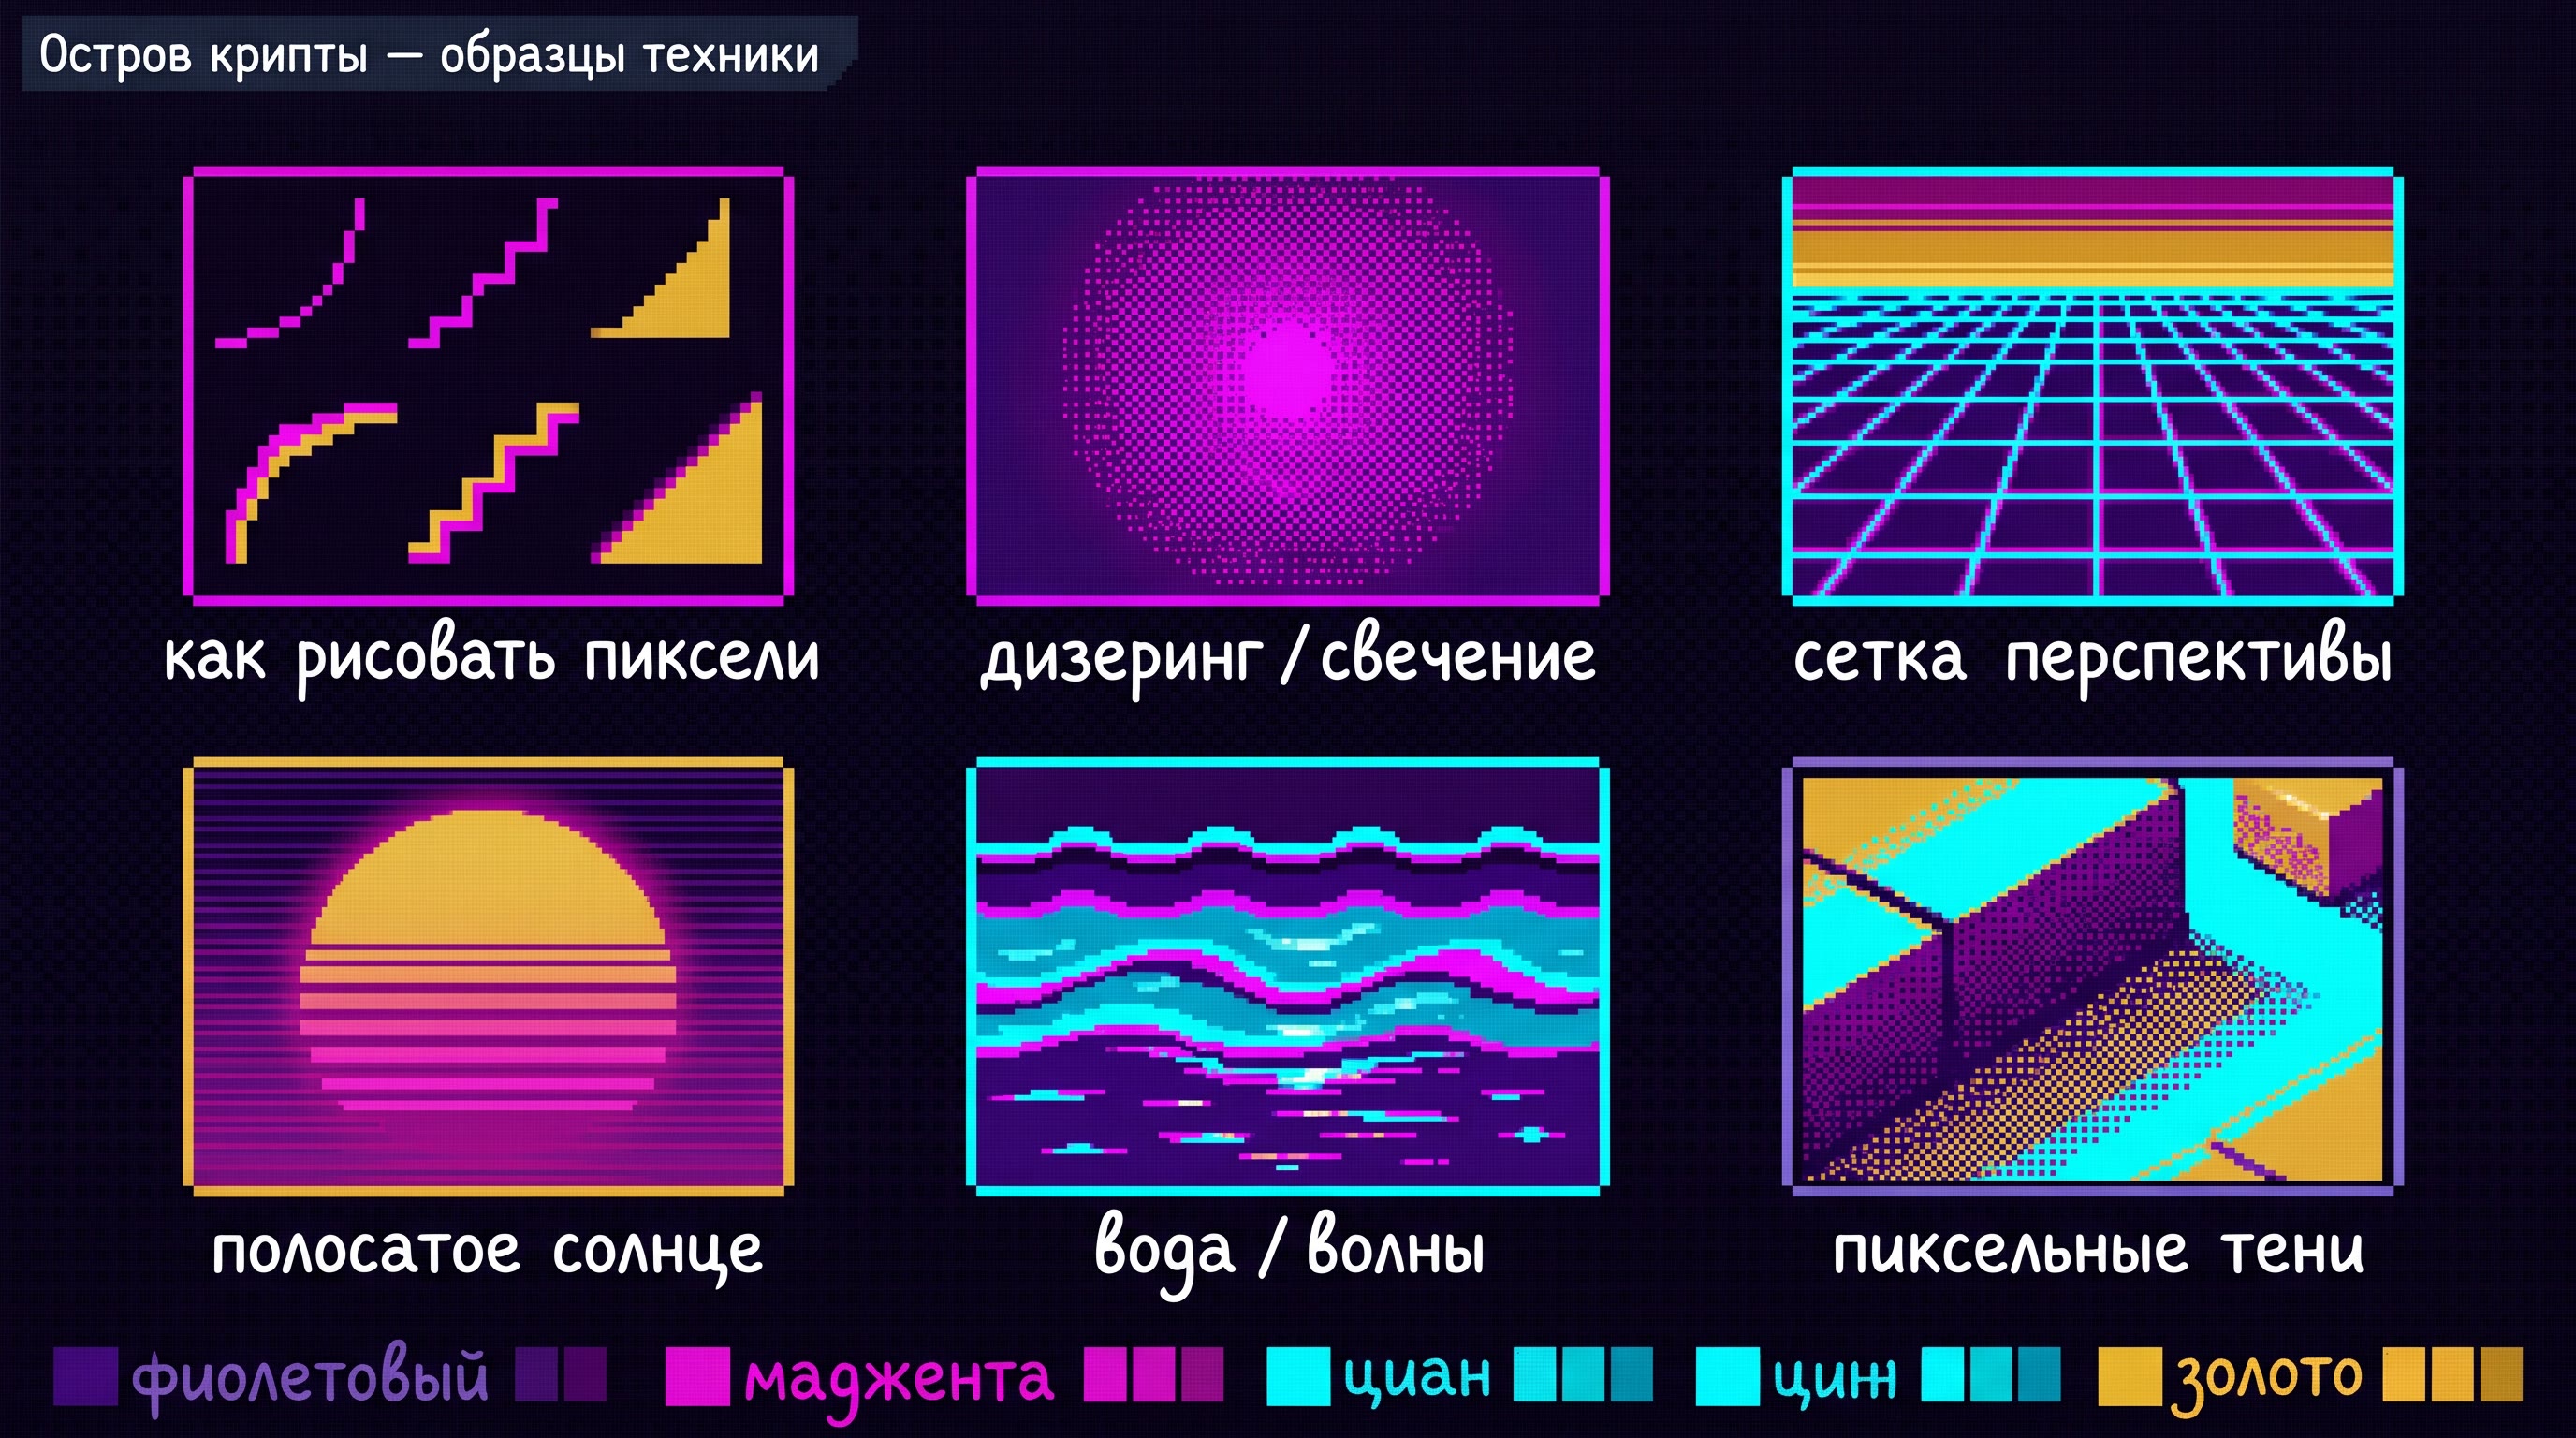 Остров крипты — образцы техники
как рисовать пиксели
дизеринг / свечение
сетка перспективы
полосатое солнце
вода / волны
пиксельные тени
фиолетовый маджента циан цинн золото